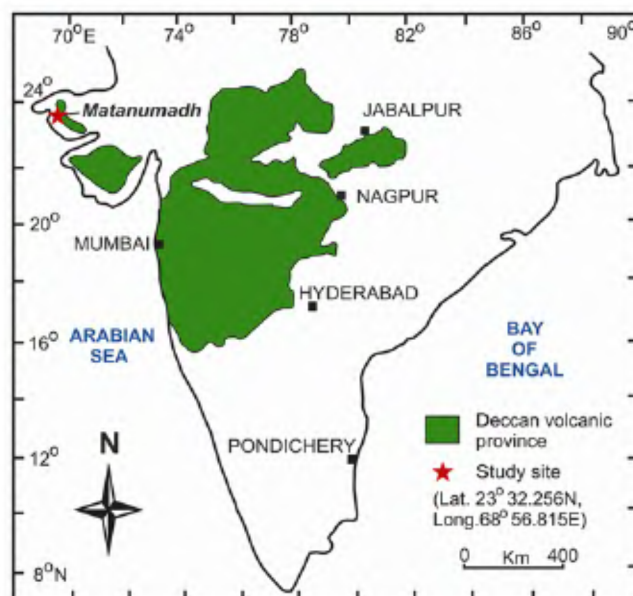 70°E 74° 78° 82° 86° 90°
24°
Matanumadh
JABALPUR
NAGPUR
20°
MUMBAI
HYDERABAD
ARABIAN
SEA
BAY
OF
BENGAL
16°
Deccan volcanic
province
N
PONDICHERY
Study site
12°
(Lat. 23° 32.256N,
Long.68° 56.815E)
0 Km 400
8°N